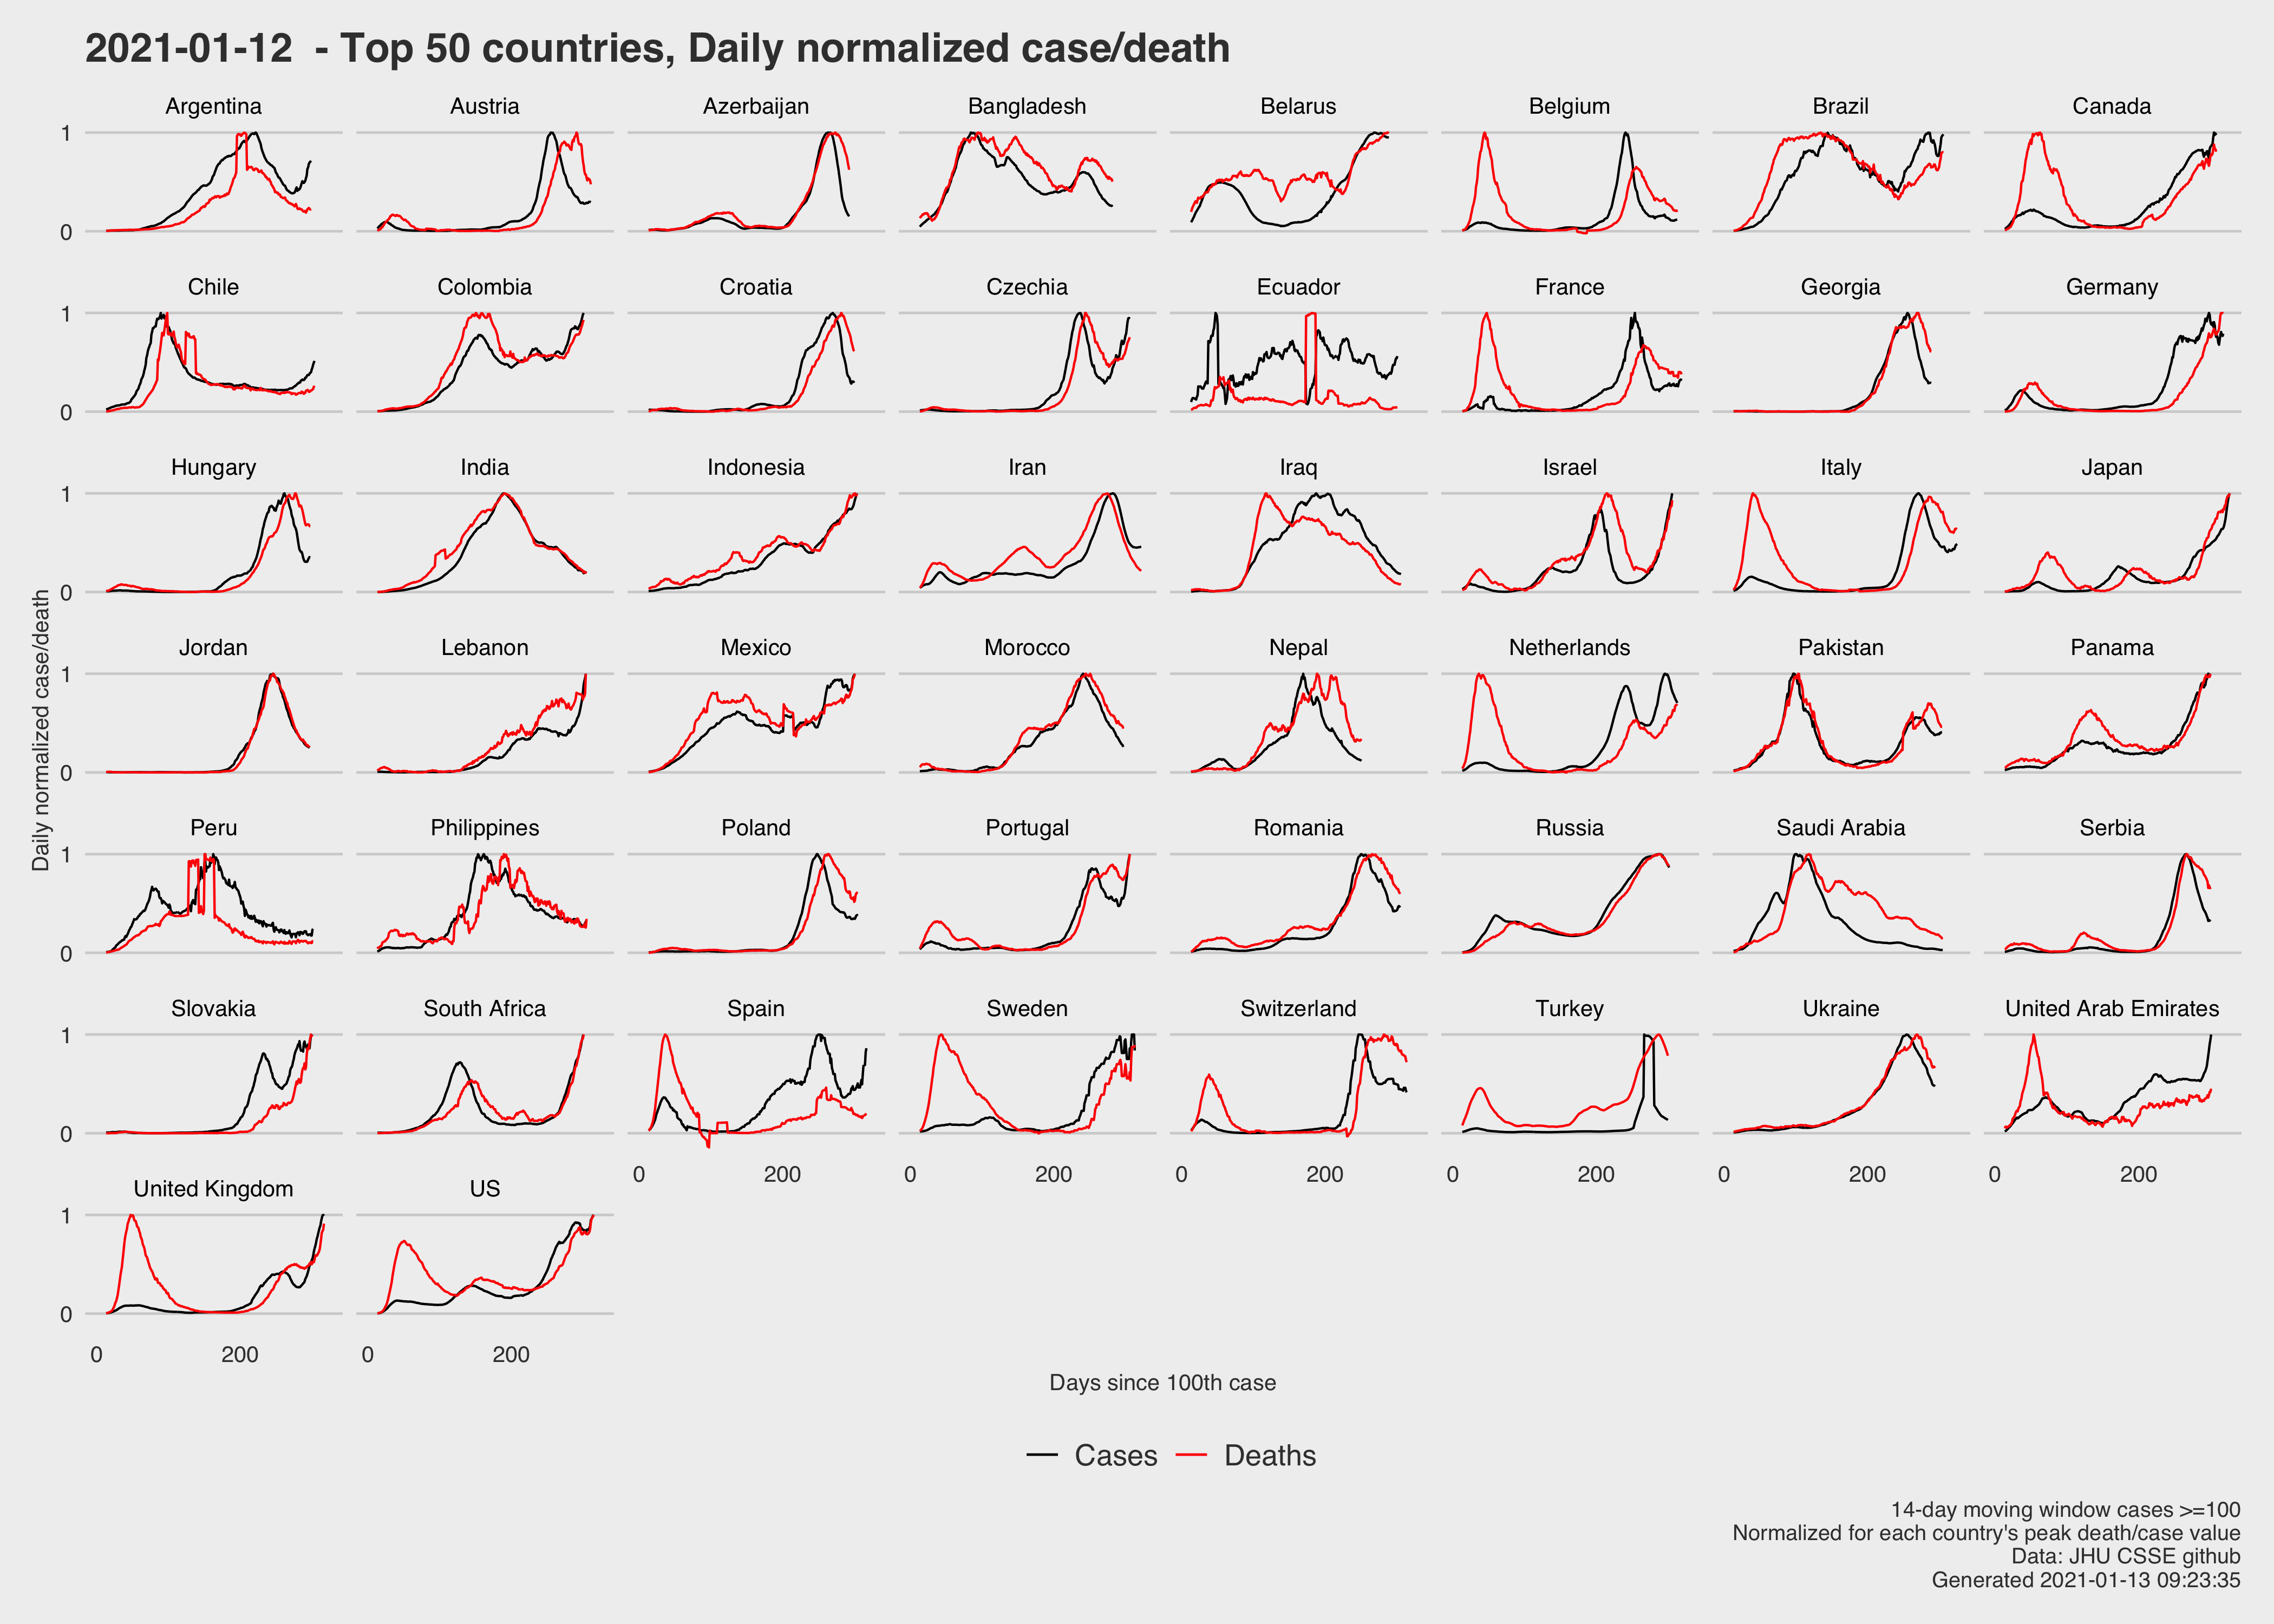 2021-01-12  - Top 50 countries, Daily normalized case/death
Argentina Austria Azerbaijan Bangladesh Belarus Belgium Brazil Canada
1
0
Chile Colombia Croatia Czechia Ecuador France Georgia Germany
1
0
Hungary India Indonesia Iran Iraq Israel Italy Japan
1
0
Jordan Lebanon Mexico Morocco Nepal Netherlands Pakistan Panama
1
0
Peru Philippines Poland Portugal Romania Russia Saudi Arabia Serbia
1
0
Slovakia South Africa Spain Sweden Switzerland Turkey Ukraine United Arab Emirates
1
0
0 200 0 200 0 200 0 200 0 200 0 200
United Kingdom US
1
0
0 200 0 200
Daily normalized case/death
Days since 100th case
Cases Deaths
14-day moving window cases >=100
Normalized for each country's peak death/case value
Data: JHU CSSE github
Generated 2021-01-13 09:23:35